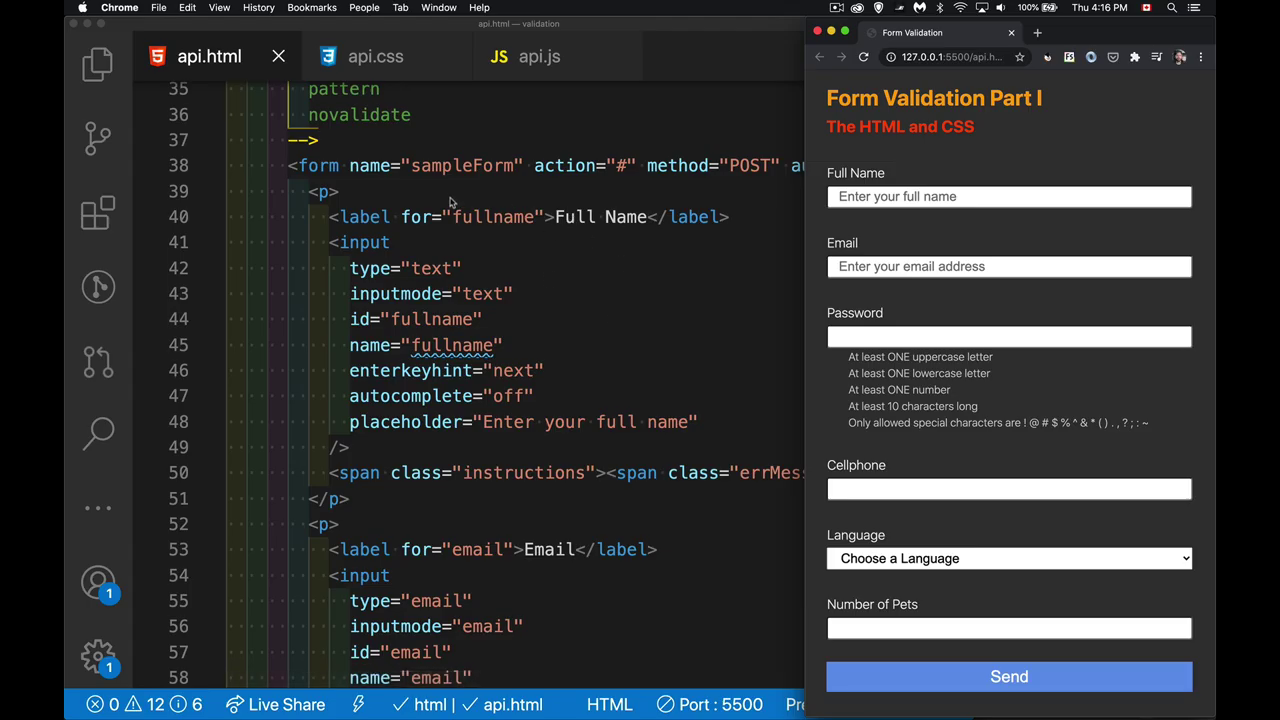 Chrome File Edit View History Bookmarks People Tab Window Help
100% Thu 4:16 PM
api.html — validation
api.html
api.css
JS api.js
35 pattern
36 novalidate
37 -->
38 <form name="sampleForm" action="#" method="POST" au
39 <p>
40 <label for="fullname">Full Name</label>
41 <input
42 type="text"
43 inputmode="text"
44 id="fullname"
45 name="fullname"
46 enterkeyhint="next"
47 autocomplete="off"
48 placeholder="Enter your full name"
49 />
50 <span class="instructions"><span class="errMess
51 </p>
52 <p>
53 <label for="email">Email</label>
54 <input
55 type="email"
56 inputmode="email"
57 id="email"
58 name="email"
1
1
0 12 6 Live Share html | api.html HTML Port : 5500 Pre
Form Validation
127.0.0.1:5500/api.h...
Form Validation Part I
The HTML and CSS
Full Name
Enter your full name
Email
Enter your email address
Password
At least ONE uppercase letter
At least ONE lowercase letter
At least ONE number
At least 10 characters long
Only allowed special characters are ! @ # $ % ^ & * ( ) . , ? ; : ~
Cellphone
Language
Choose a Language
Number of Pets
Send